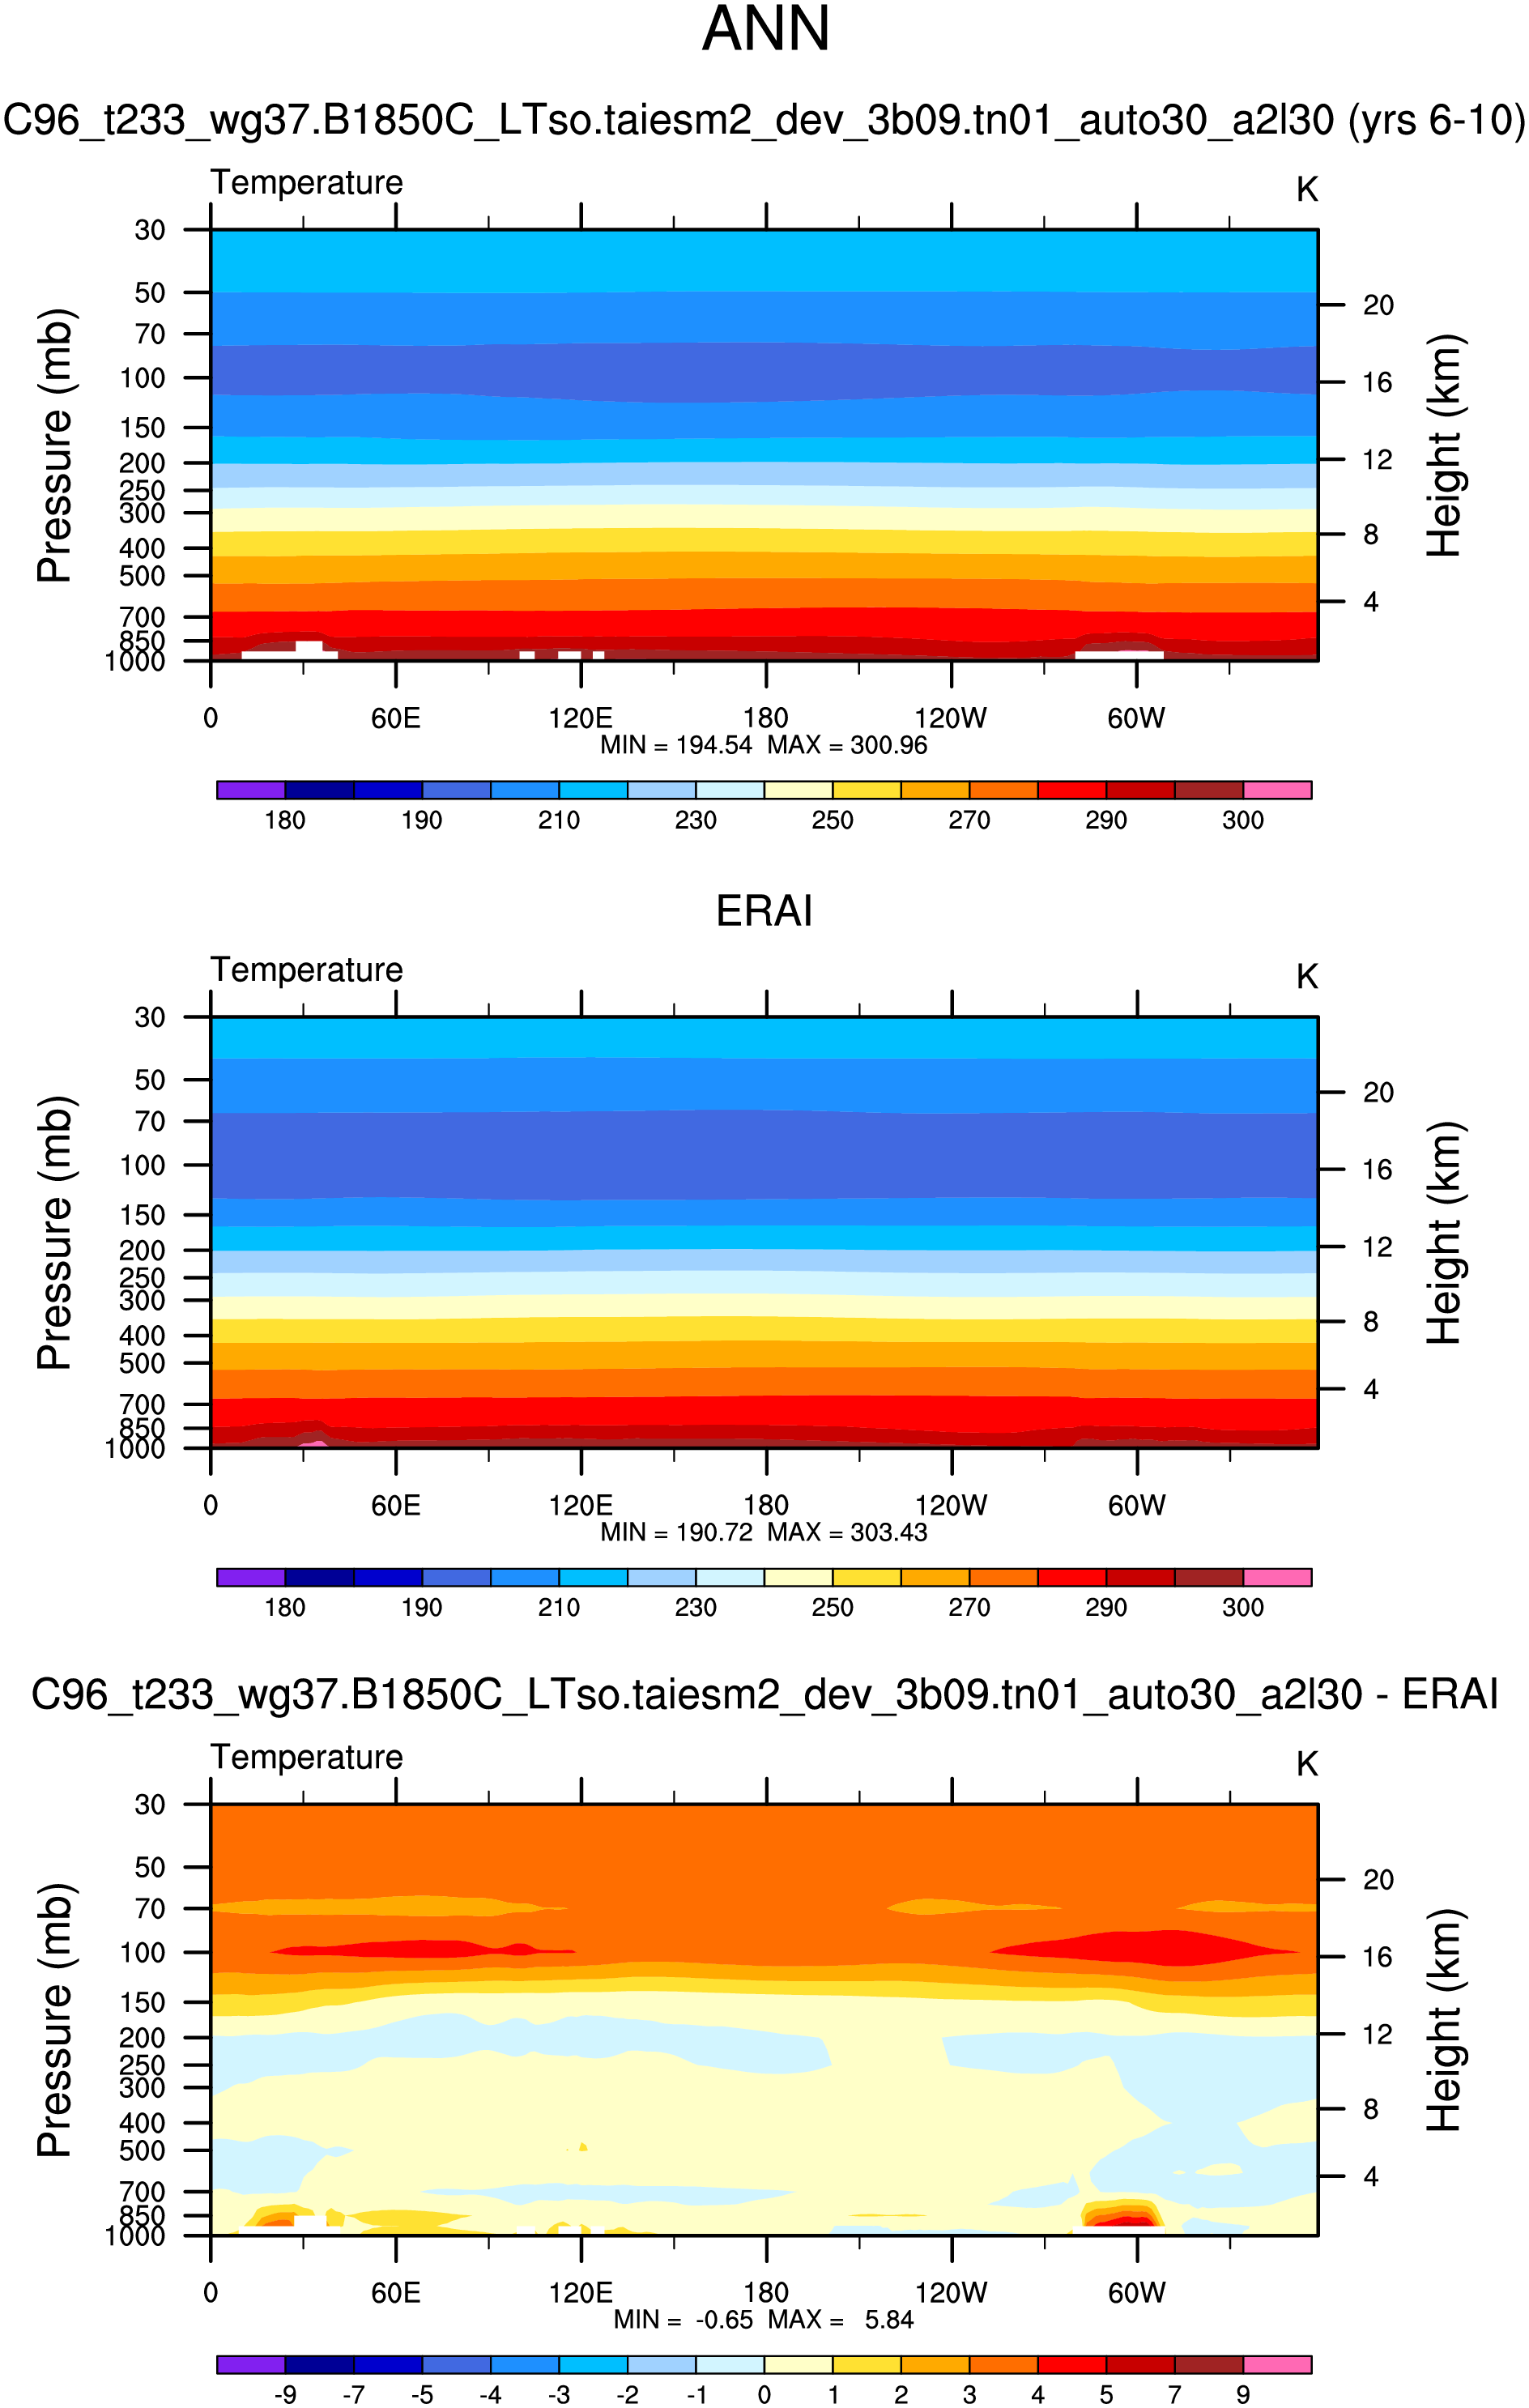 ANN
C96_t233_wg37.B1850C_LTso.taiesm2_dev_3b09.tn01_auto30_a2l30 (yrs 6-10)
Temperature K
30
50
70
100
150
200
250
300
400
500
700
850
1000
Pressure (mb)
20
16
12
8
4
Height (km)
0 60E 120E 180 120W 60W
MIN = 194.54 MAX = 300.96
180 190 210 230 250 270 290 300
ERAI
Temperature K
30
50
70
100
150
200
250
300
400
500
700
850
1000
Pressure (mb)
20
16
12
8
4
Height (km)
0 60E 120E 180 120W 60W
MIN = 190.72 MAX = 303.43
180 190 210 230 250 270 290 300
C96_t233_wg37.B1850C_LTso.taiesm2_dev_3b09.tn01_auto30_a2l30 - ERAI
Temperature K
30
50
70
100
150
200
250
300
400
500
700
850
1000
Pressure (mb)
20
16
12
8
4
Height (km)
0 60E 120E 180 120W 60W
MIN = -0.65 MAX = 5.84
-9 -7 -5 -4 -3 -2 -1 0 1 2 3 4 5 7 9